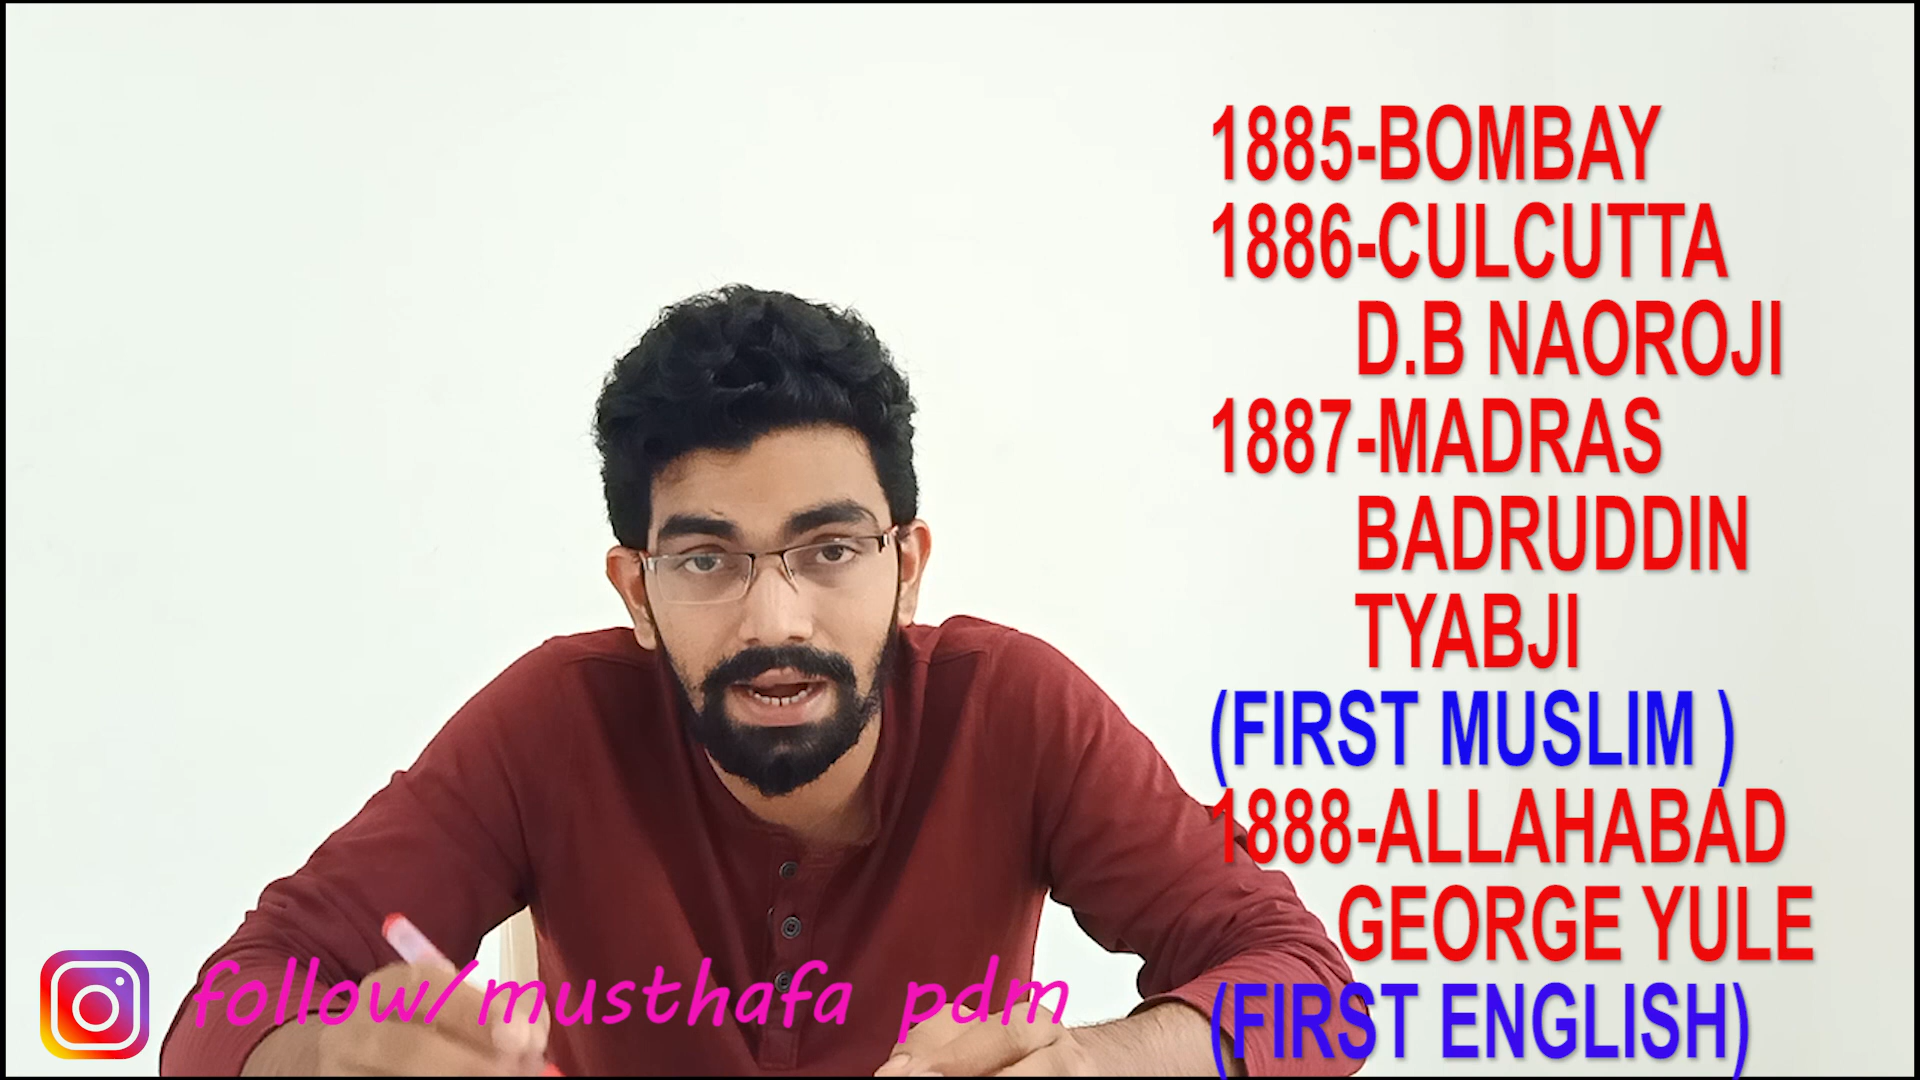 1885-BOMBAY
1886-CULCUTTA
D.B NAOROJI
1887-MADRAS
BADRUDDIN
TYABJI
(FIRST MUSLIM )
1888-ALLAHABAD
GEORGE YULE
(FIRST ENGLISH)
follow/musthafa pdm